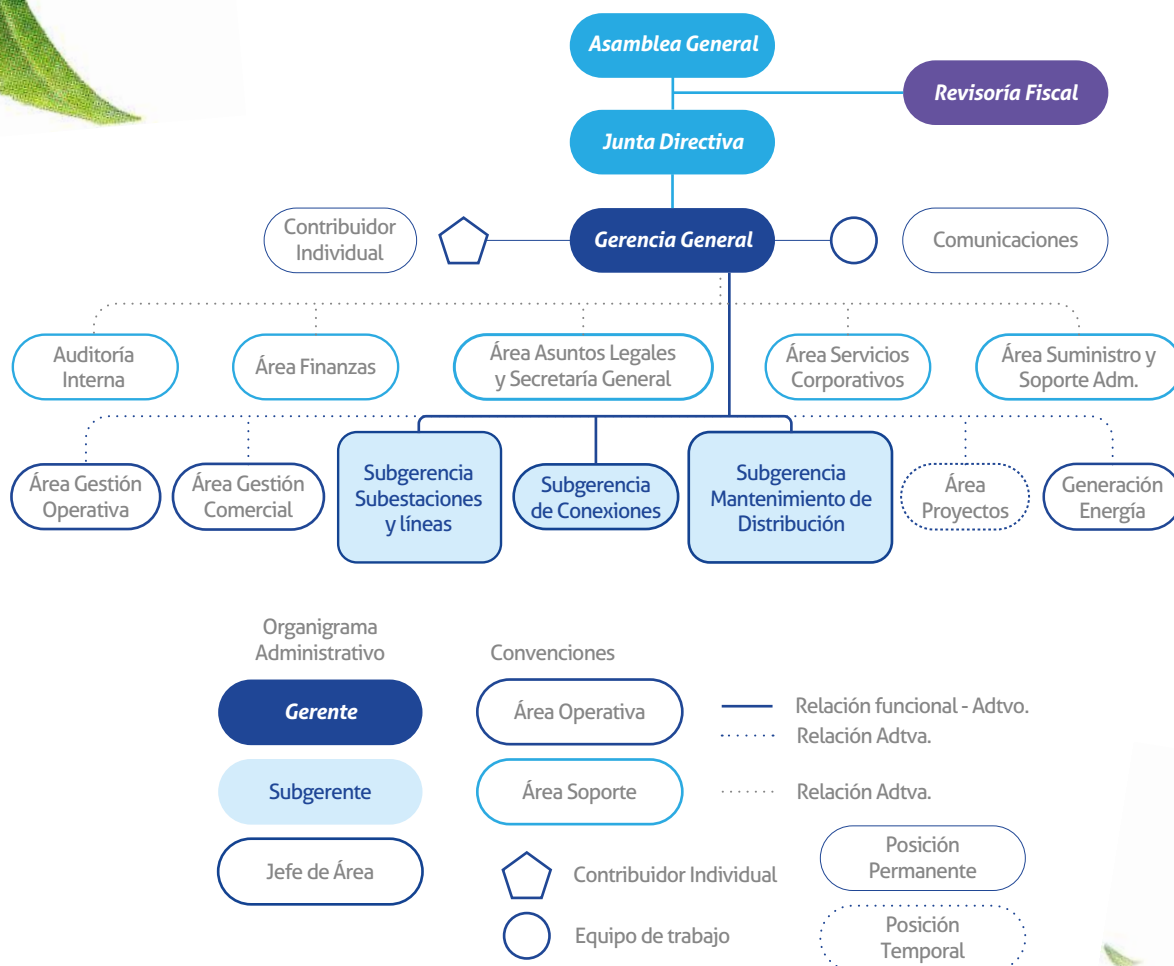 Asamblea General
Revisoría Fiscal
Junta Directiva
Contribuidor
Individual
Gerencia General
Comunicaciones
Auditoría
Interna
Área Finanzas
Área Asuntos Legales
y Secretaría General
Área Servicios
Corporativos
Área Suministro y
Soporte Adm.
Área Gestión
Operativa
Área Gestión
Comercial
Subgerencia
Subestaciones
y líneas
Subgerencia
de Conexiones
Subgerencia
Mantenimiento de
Distribución
Área
Proyectos
Generación
Energía
Organigrama
Administrativo
Gerente
Subgerente
Jefe de Área
Convenciones
Área Operativa
Área Soporte
Contribuidor Individual
Equipo de trabajo
Relación funcional - Adtvo.
Relación Adtva.
Relación Adtva.
Posición
Permanente
Posición
Temporal